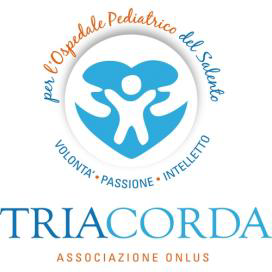 per l'Ospedale Pediatrico del Salento
VOLONTA' • PASSIONE • INTELLETTO
TRIACORDA
ASSOCIAZIONE ONLUS